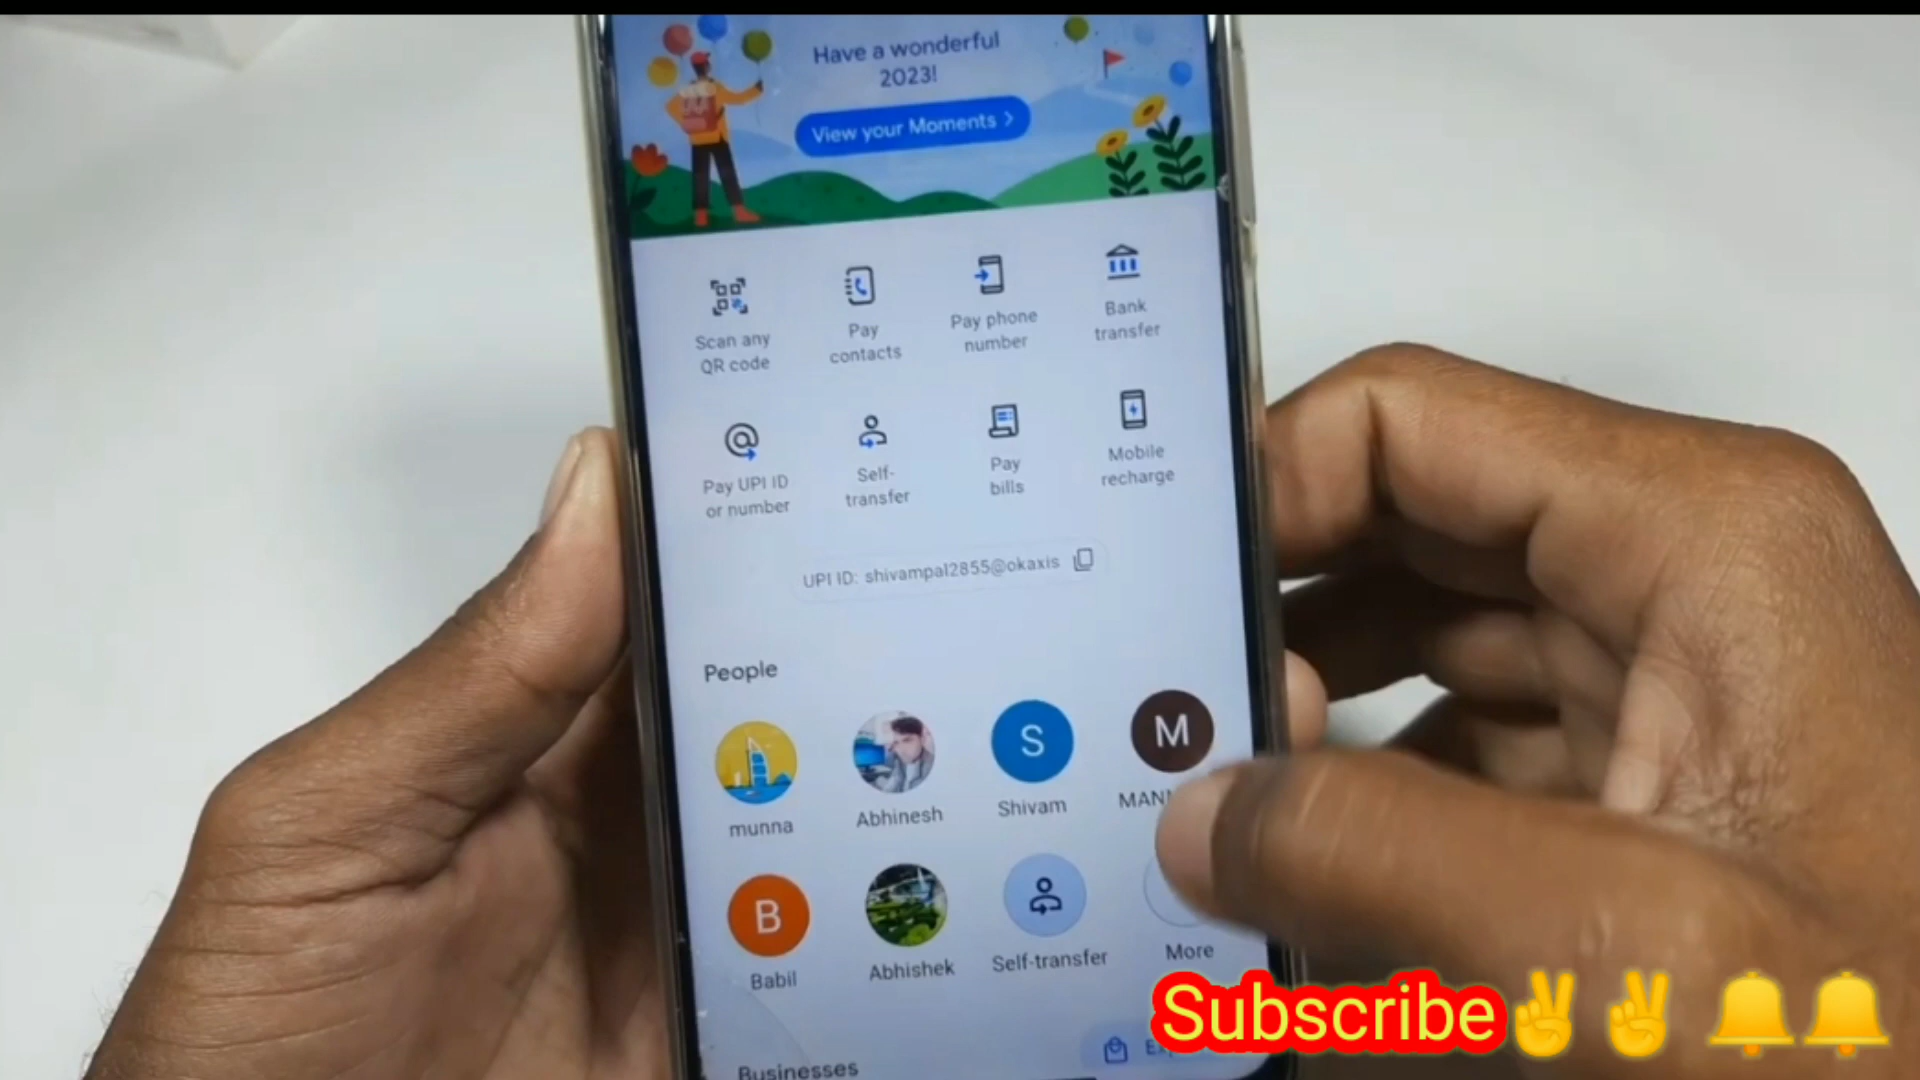 Have a wonderful
2023!
View your Moments >
Scan any
QR code
Pay
contacts
Pay phone
number
Bank
transfer
Pay UPI ID
or number
Self-
transfer
Pay
bills
Mobile
recharge
UPI ID: shivampal2855@okaxis
People
munna
Abhinesh
S
Shivam
M
B
Babil
Abhishek
Self-transfer
More
Businesses
Subscribe✌✌ 🔔🔔